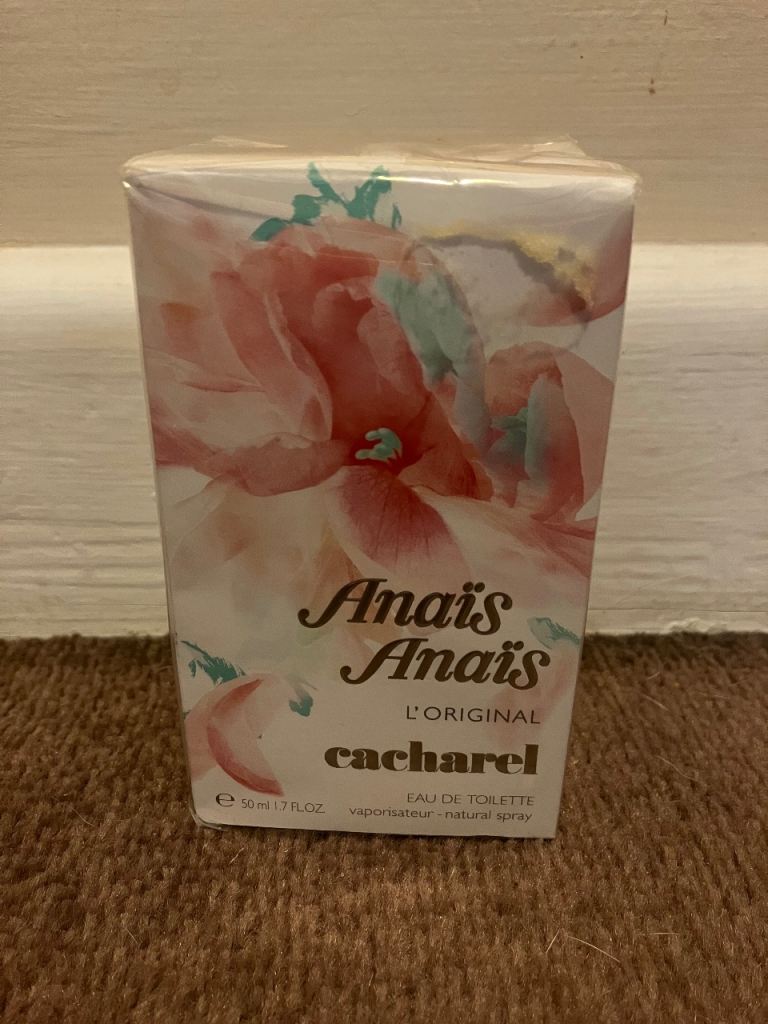 Anaïs
Anaïs
L'ORIGINAL
cacharel
EAU DE TOILETTE
℮ 50 ml 1.7 FL.OZ. vaporisateur - natural spray